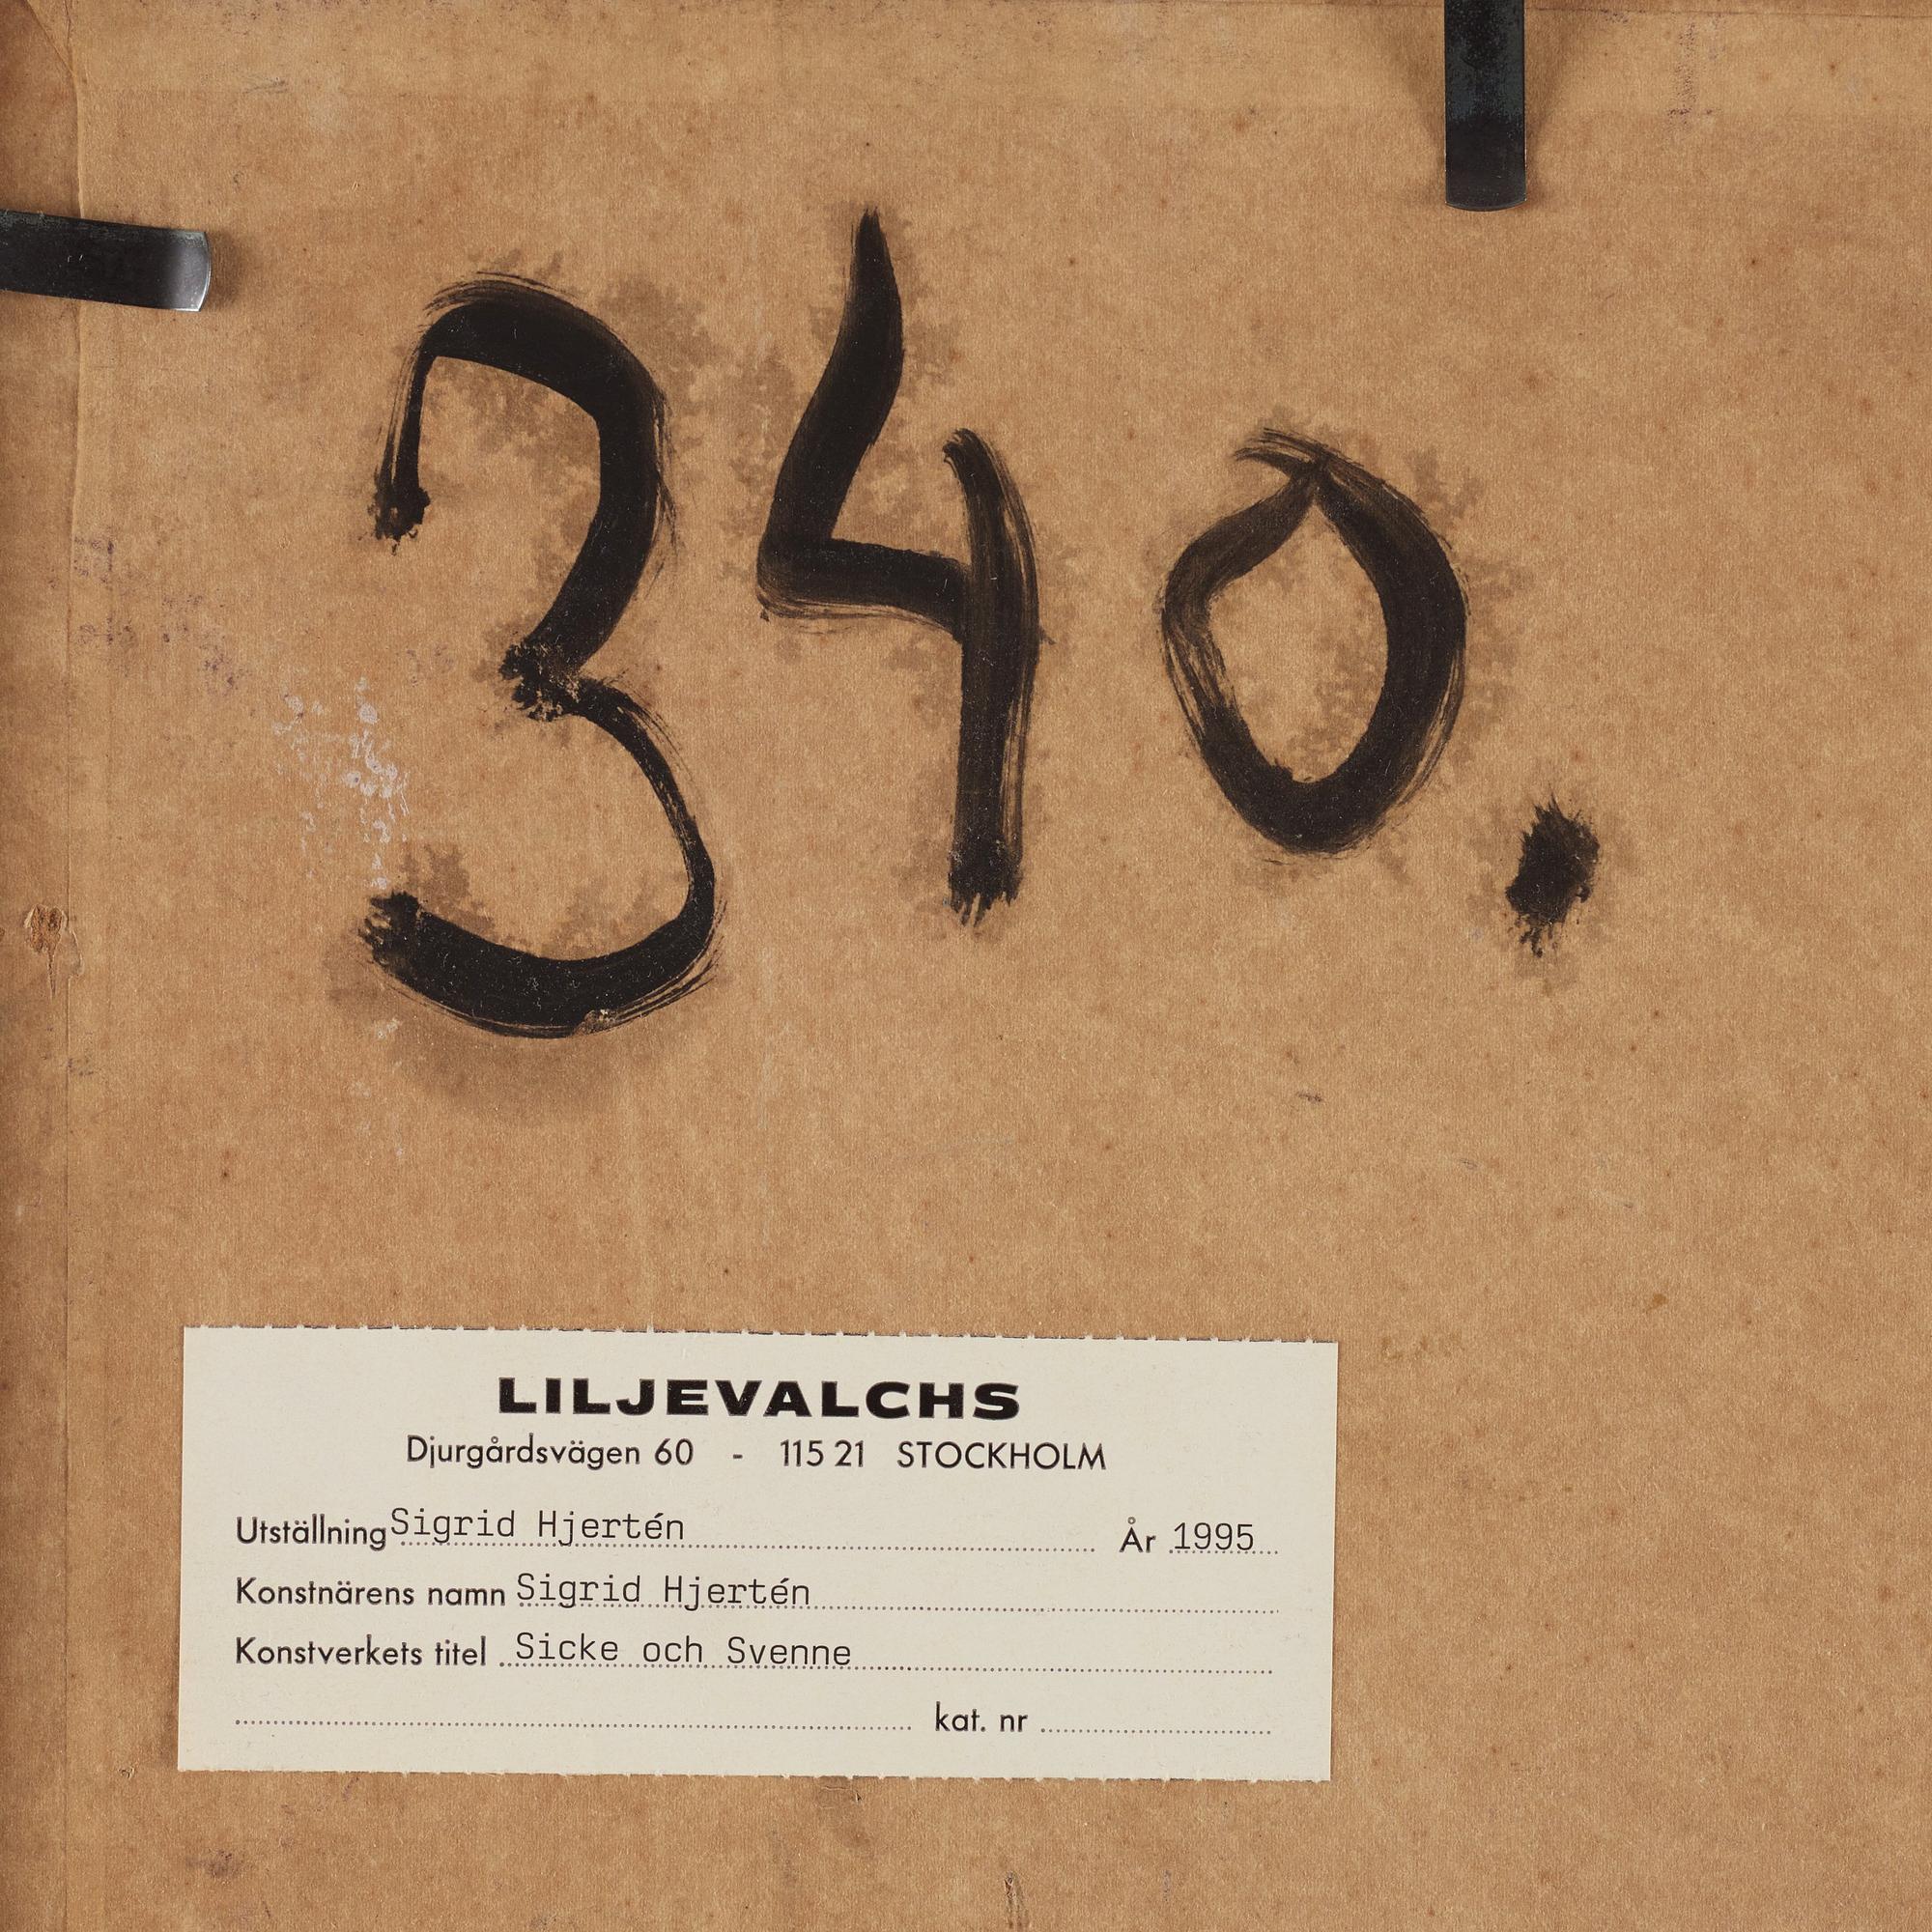 340.
LILJEVALCHS
Djurgårdsvägen 60 - 115 21 STOCKHOLM
Utställning Sigrid Hjertén År 1995
Konstnärens namn Sigrid Hjertén
Konstverkets titel Sicke och Svenne
kat. nr